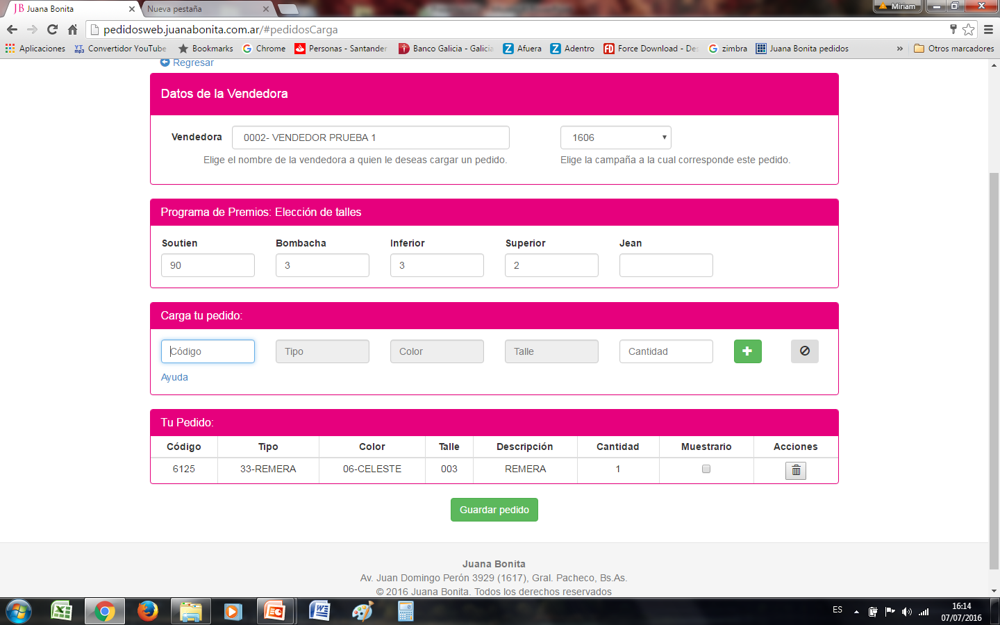 JB Juana Bonita
Nueva pestaña
Miriam
pedidosweb.juanabonita.com.ar/#pedidosCarga
Aplicaciones
Convertidor YouTube
Bookmarks
Chrome
Personas - Santander
Banco Galicia - Galicia
Afuera
Adentro
Force Download - De
zimbra
Juana Bonita pedidos
»
Otros marcadores
Regresar
Datos de la Vendedora
Vendedora
0002- VENDEDOR PRUEBA 1
1606
Elige el nombre de la vendedora a quien le deseas cargar un pedido.
Elige la campaña a la cual corresponde este pedido.
Programa de Premios: Elección de talles
Soutien Bombacha Inferior Superior Jean
90 3 3 2
Carga tu pedido:
Código Tipo Color Talle Cantidad
Ayuda
Tu Pedido:
Código Tipo Color Talle Descripción Cantidad Muestrario Acciones
6125 33-REMERA 06-CELESTE 003 REMERA 1
Guardar pedido
Juana Bonita
Av. Juan Domingo Perón 3929 (1617), Gral. Pacheco, Bs.As.
© 2016 Juana Bonita. Todos los derechos reservados
ES
16:14
07/07/2016